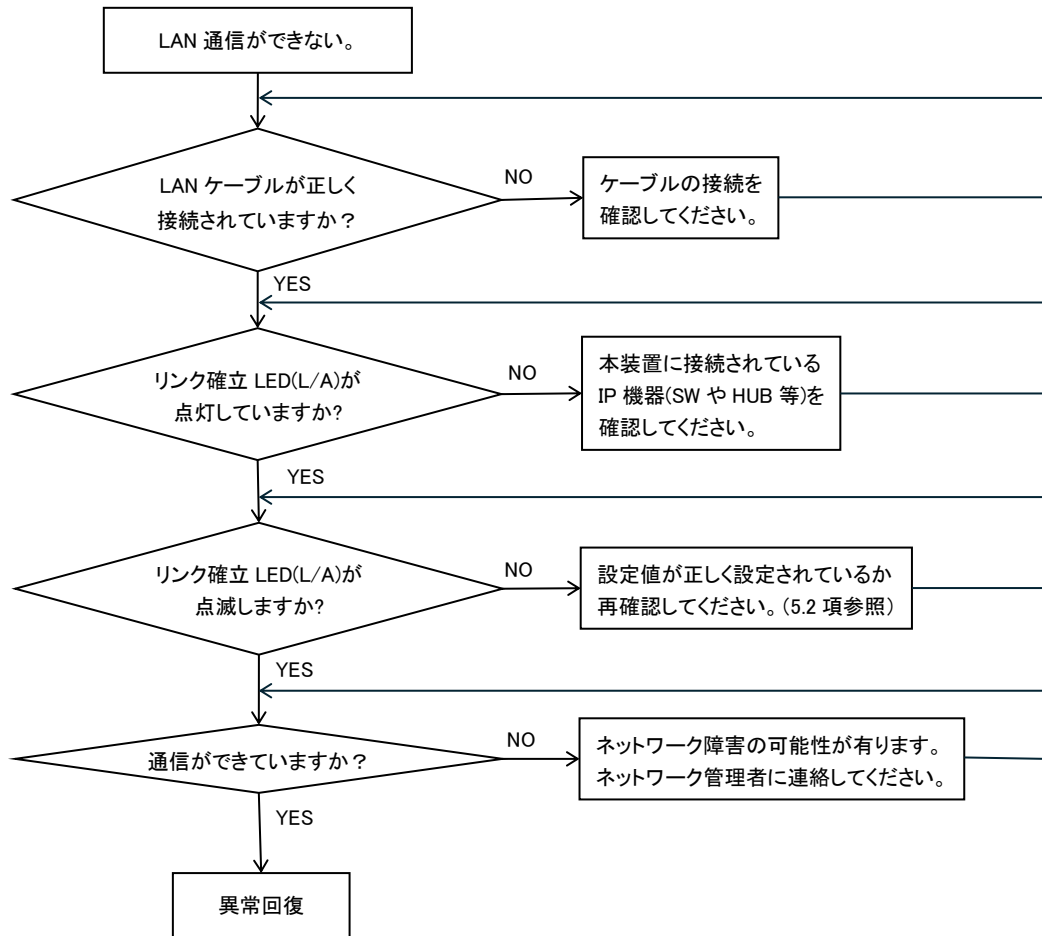 LAN 通信ができない。
LAN ケーブルが正しく
接続されていますか？
NO
ケーブルの接続を
確認してください。
YES
リンク確立 LED(L/A)が
点灯していますか?
NO
本装置に接続されている
IP 機器(SW や HUB 等)を
確認してください。
YES
リンク確立 LED(L/A)が
点滅しますか?
NO
設定値が正しく設定されているか
再確認してください。(5.2 項参照)
YES
通信ができていますか？
NO
ネットワーク障害の可能性が有ります。
ネットワーク管理者に連絡してください。
YES
異常回復